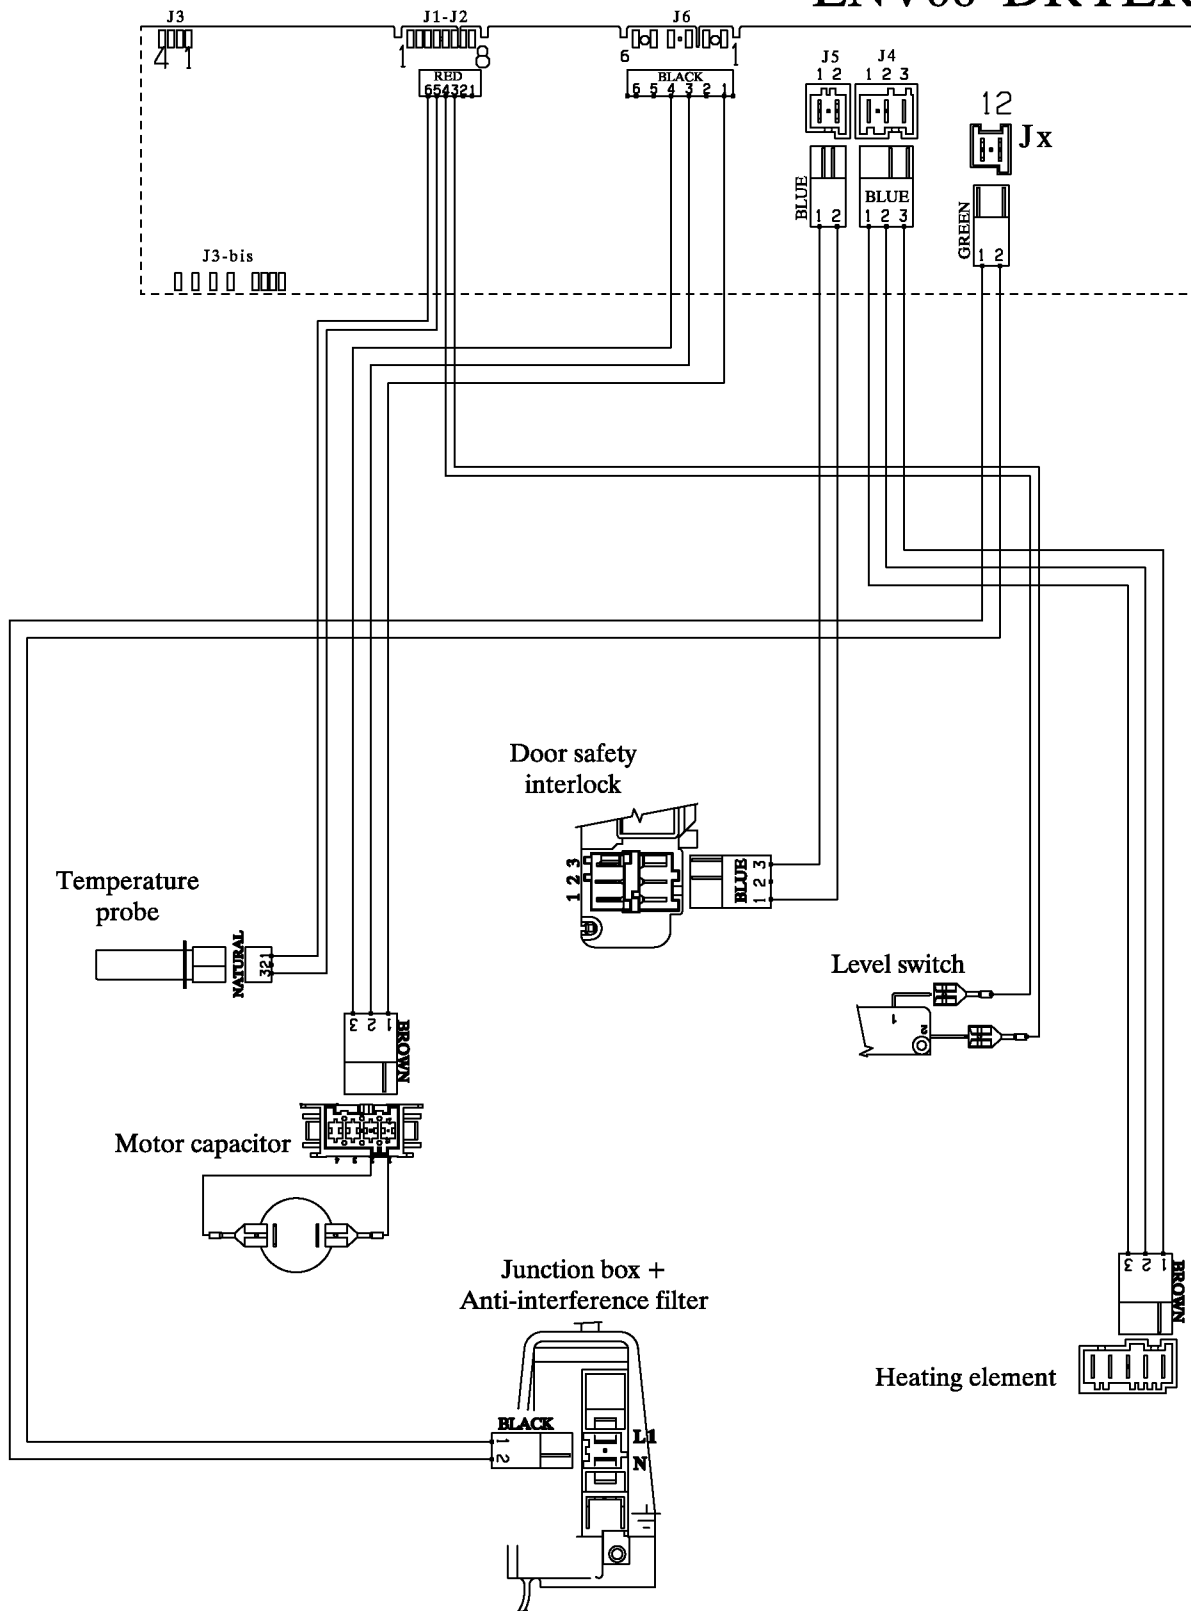 J3
J1-J2
J6
4 1
1
8
6
1
RED
654321
BLACK
6 5 4 3 2 1
J5
1 2
J4
1 2 3
12
Jx
BLUE
1 2
BLUE
1 2 3
GREEN
1 2
J3-bis
Door safety
interlock
3
2
1
BLUE
3
2
1
Temperature
probe
NATURAL
321
Level switch
1
2
3 2 1
BROWN
Motor capacitor
Junction box +
Anti-interference filter
BLACK
1
2
L1
N
3 2 1
BROWN
Heating element